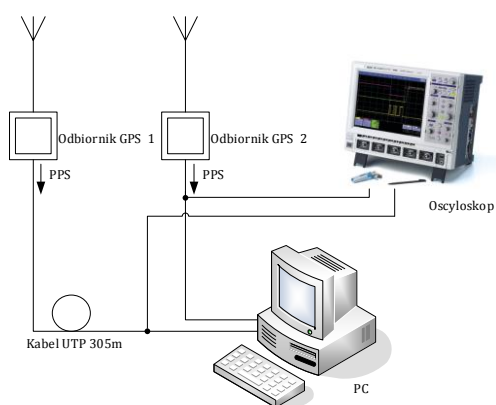 Odbiornik GPS 1
Odbiornik GPS 2
PPS
PPS
Oscyloskop
Kabel UTP 305m
PC